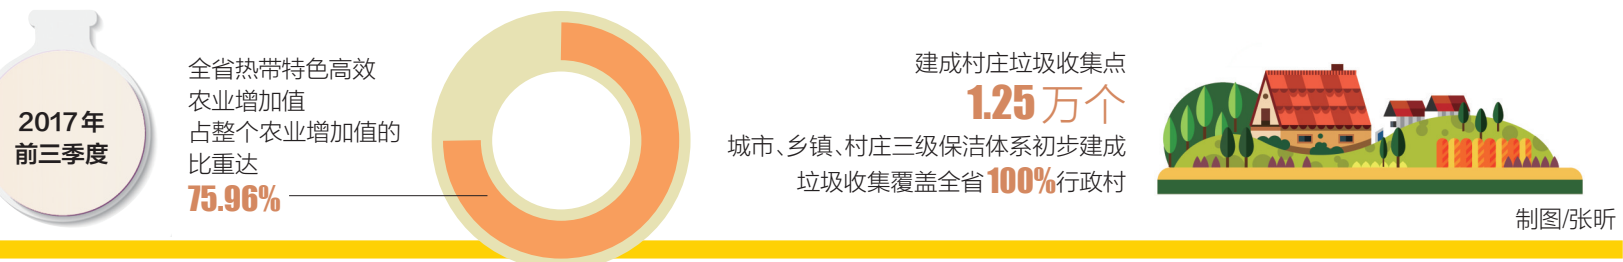 2017年
前三季度
全省热带特色高效
农业增加值
占整个农业增加值的
比重达
75.96%
建成村庄垃圾收集点
1.25万个
城市、乡镇、村庄三级保洁体系初步建成
垃圾收集覆盖全省100%行政村
制图/张昕